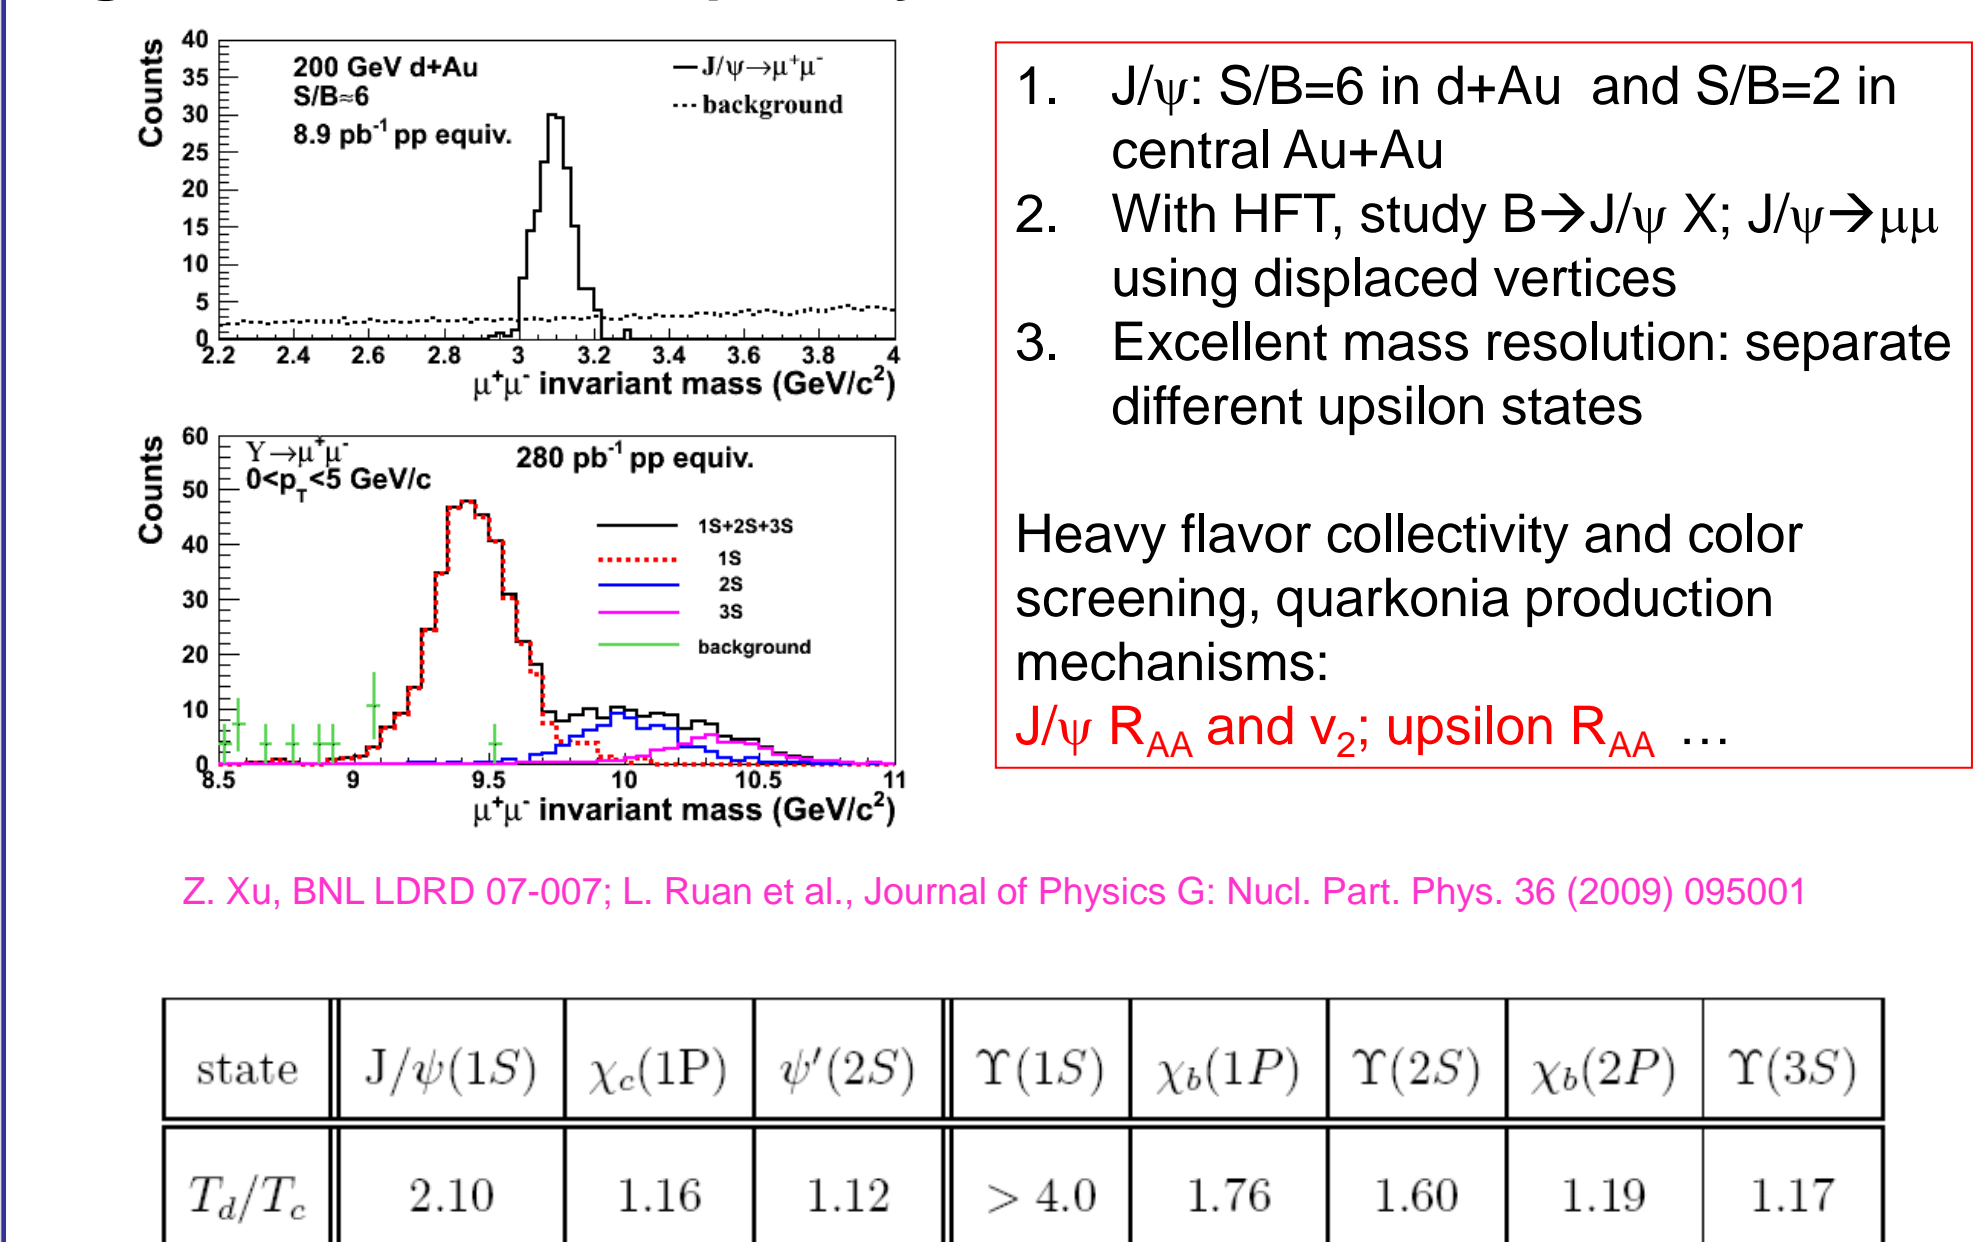 Counts
40
35
30
25
20
15
10
5
0
200 GeV d+Au
S/B≈6
8.9 pb⁻¹ pp equiv.
J/ψ→μ⁺μ⁻
background
2.2 2.4 2.6 2.8 3 3.2 3.4 3.6 3.8 4
μ⁺μ⁻ invariant mass (GeV/c²)
Counts
60
50
40
30
20
10
0
Υ→μ⁺μ⁻
0<p_T<5 GeV/c
280 pb⁻¹ pp equiv.
1S+2S+3S
1S
2S
3S
background
8.5 9 9.5 10 10.5 11
μ⁺μ⁻ invariant mass (GeV/c²)
1. J/ψ: S/B=6 in d+Au and S/B=2 in
central Au+Au
2. With HFT, study B→J/ψ X; J/ψ→μμ
using displaced vertices
3. Excellent mass resolution: separate
different upsilon states
Heavy flavor collectivity and color
screening, quarkonia production
mechanisms:
J/ψ R_AA and v₂; upsilon R_AA …
Z. Xu, BNL LDRD 07-007; L. Ruan et al., Journal of Physics G: Nucl. Part. Phys. 36 (2009) 095001
state J/ψ(1S) χc(1P) ψ′(2S) Υ(1S) χb(1P) Υ(2S) χb(2P) Υ(3S)
T_d/T_c 2.10 1.16 1.12 > 4.0 1.76 1.60 1.19 1.17